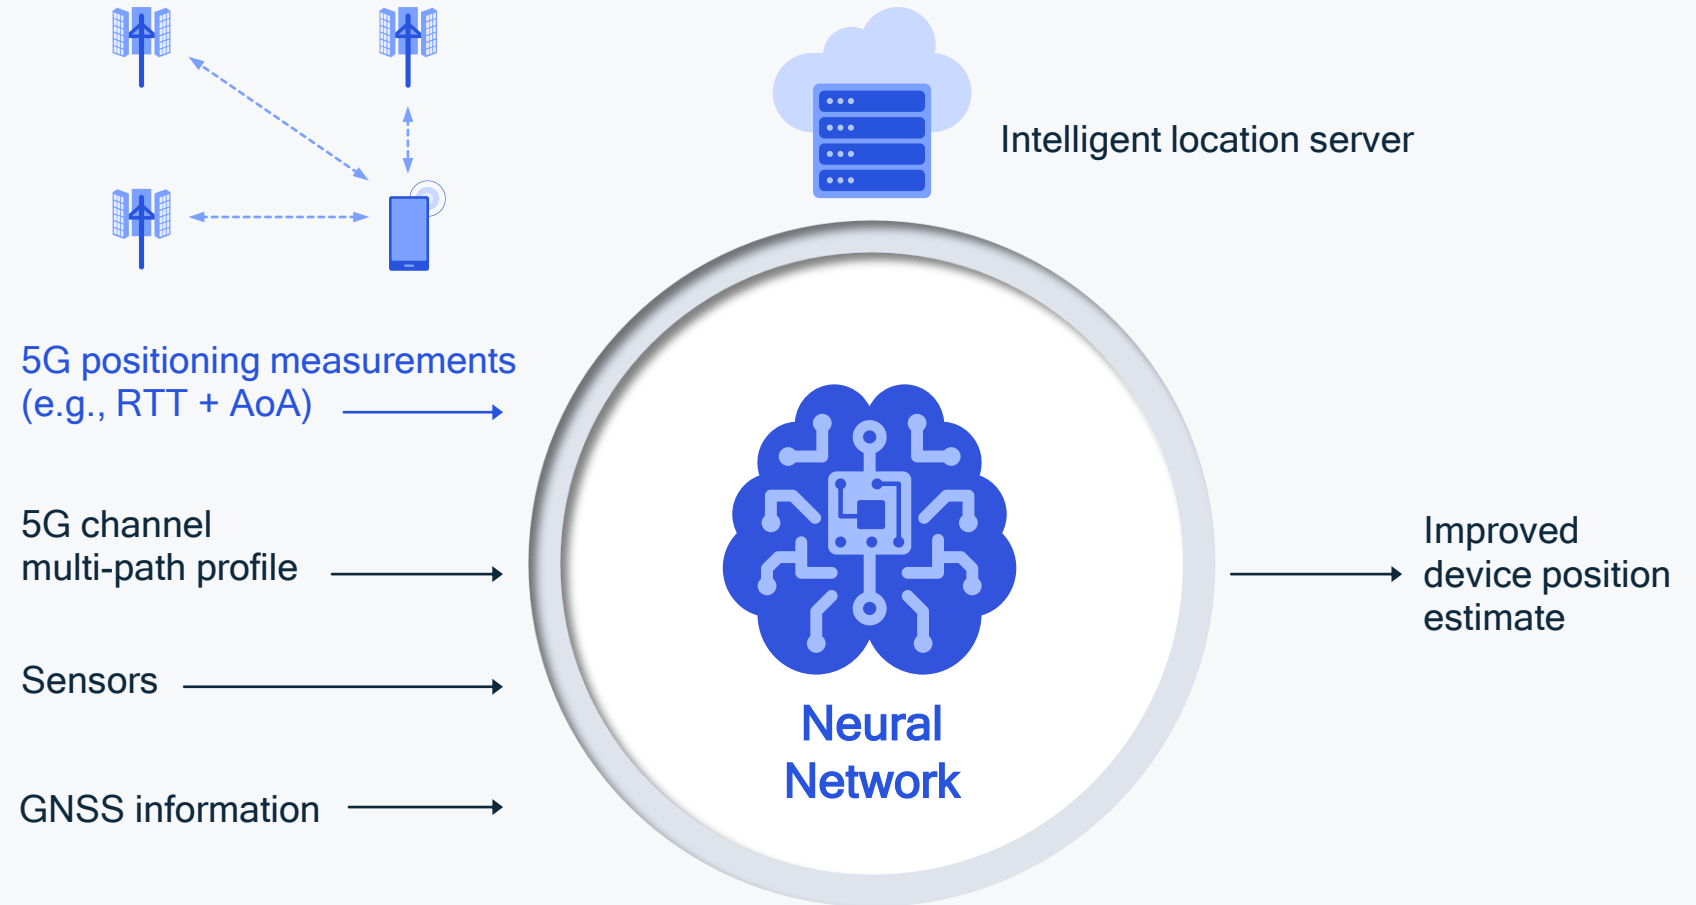 Intelligent location server
5G positioning measurements
(e.g., RTT + AoA)
5G channel
multi-path profile
Sensors
GNSS information
Neural
Network
Improved
device position
estimate